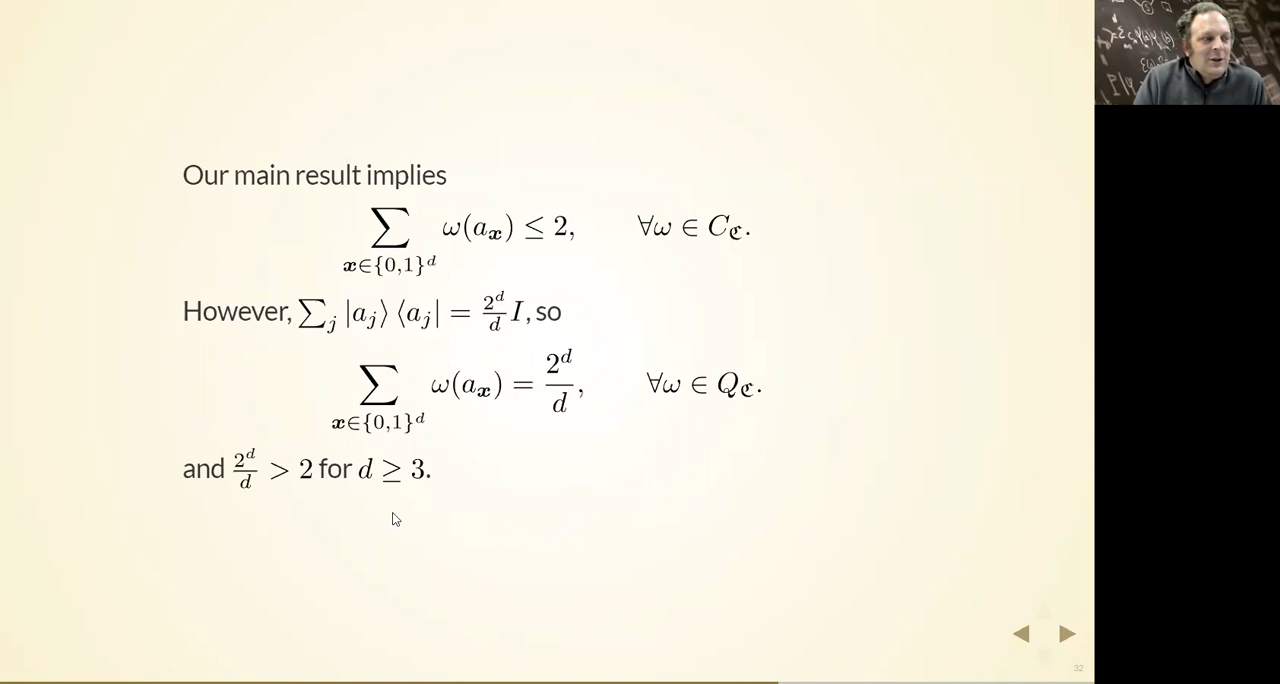 Our main result implies
∑_{x∈{0,1}^d} ω(a_x) ≤ 2, ∀ω ∈ C_ℭ.
However, ∑_j |a_j⟩ ⟨a_j| = 2^d/d I, so
∑_{x∈{0,1}^d} ω(a_x) = 2^d/d, ∀ω ∈ Q_ℭ.
and 2^d/d > 2 for d ≥ 3.
32